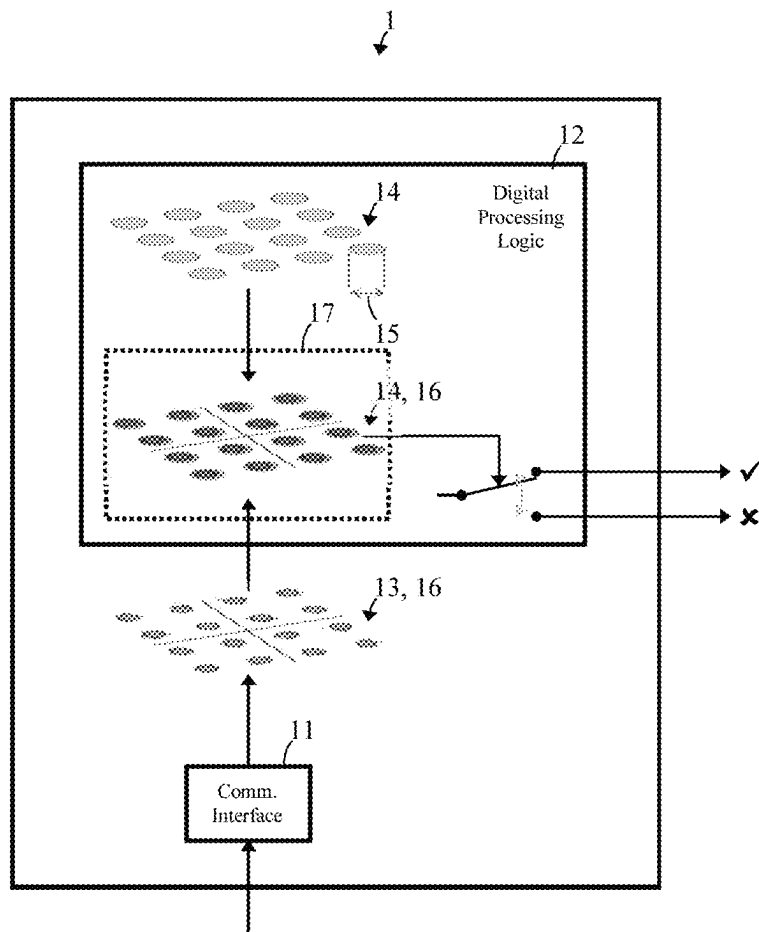 1
12
14
Digital
Processing
Logic
17
15
14, 16
✓
✘
13, 16
11
Comm.
Interface